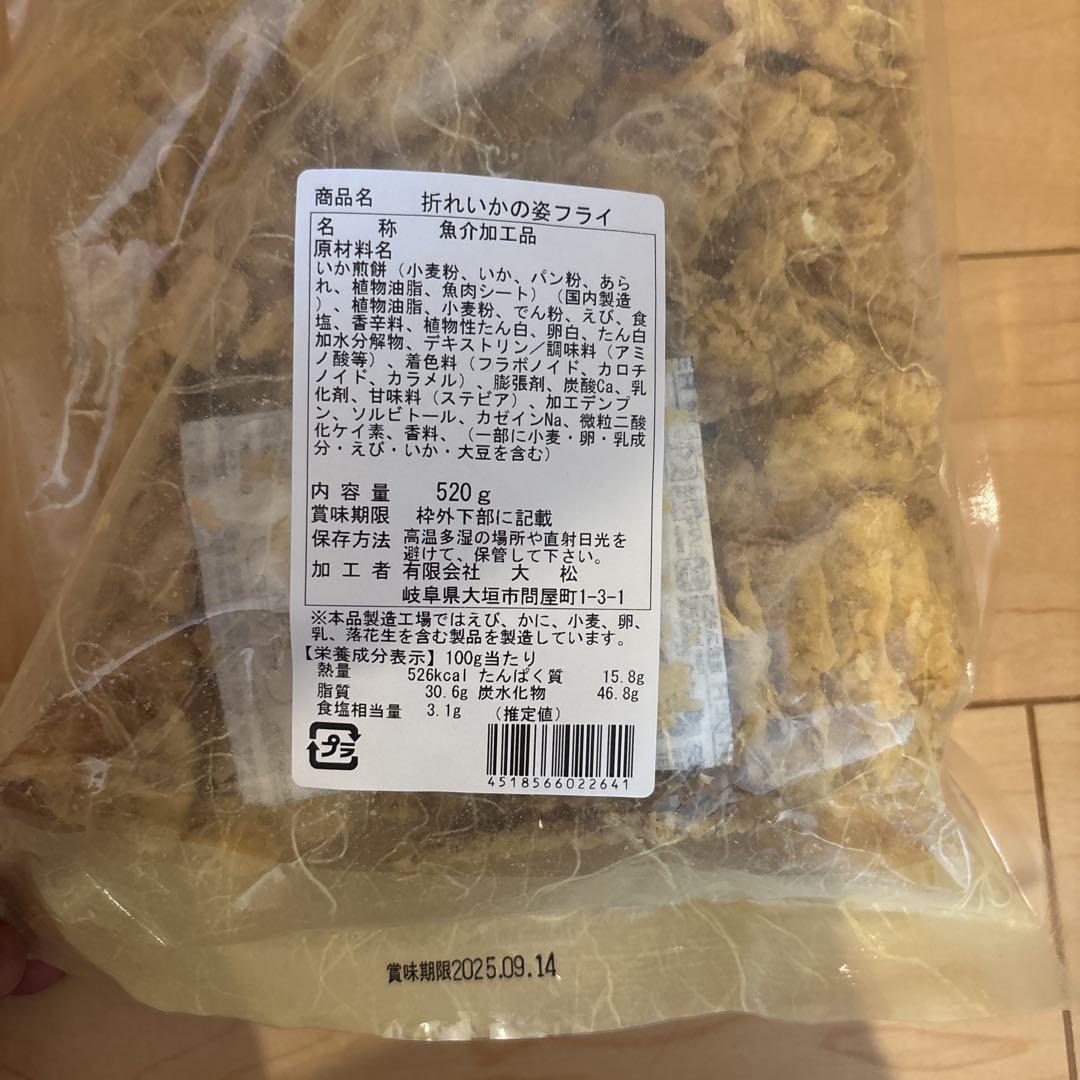 商品名 折れいかの姿フライ
名称 魚介加工品
原材料名
いか煎餅（小麦粉、いか、パン粉、あら
れ、植物油脂、魚肉シート）（国内製造
）、植物油脂、小麦粉、でん粉、えび、食
塩、香辛料、植物性たん白、卵白、たん白
加水分解物、デキストリン／調味料（アミ
ノ酸等）、着色料（フラボノイド、カロチ
ノイド、カラメル）、膨張剤、炭酸Ca、乳
化剤、甘味料（ステビア）、加工デンプ
ン、ソルビトール、カゼインNa、微粒二酸
化ケイ素、香料、（一部に小麦・卵・乳成
分・えび・いか・大豆を含む）
内容量 520g
賞味期限 枠外下部に記載
保存方法 高温多湿の場所や直射日光を
避けて、保管して下さい。
加工者 有限会社 大松
岐阜県大垣市問屋町1-3-1
※本品製造工場ではえび、かに、小麦、卵、
乳、落花生を含む製品を製造しています。
【栄養成分表示】100g当たり
熱量 526kcal たんぱく質 15.8g
脂質 30.6g 炭水化物 46.8g
食塩相当量 3.1g （推定値）
プラ
4518566022641
賞味期限2025.09.14